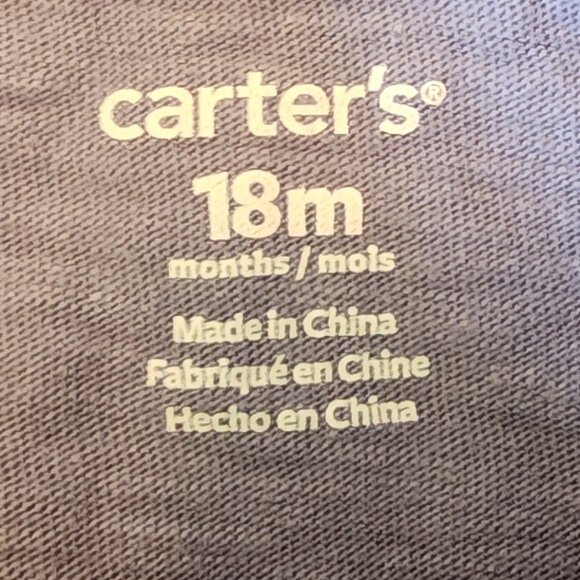 carter's®
18m
months / mois
Made in China
Fabriqué en Chine
Hecho en China